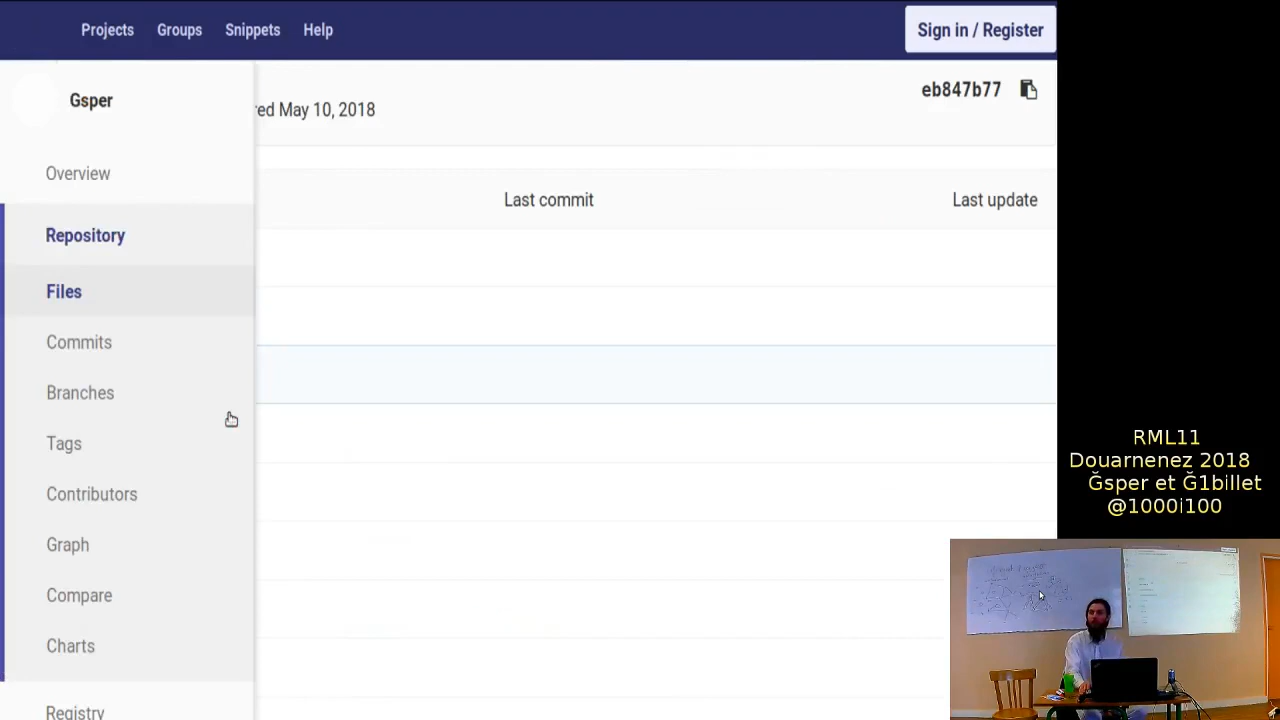 Projects Groups Snippets Help Sign in / Register
Gsper
red May 10, 2018
eb847b77
Overview
Last commit
Last update
Repository
Files
Commits
Branches
Tags
Contributors
Graph
Compare
Charts
Registry
RML11
Douarnenez 2018
Ğsper et Ğ1billet
@1000i100